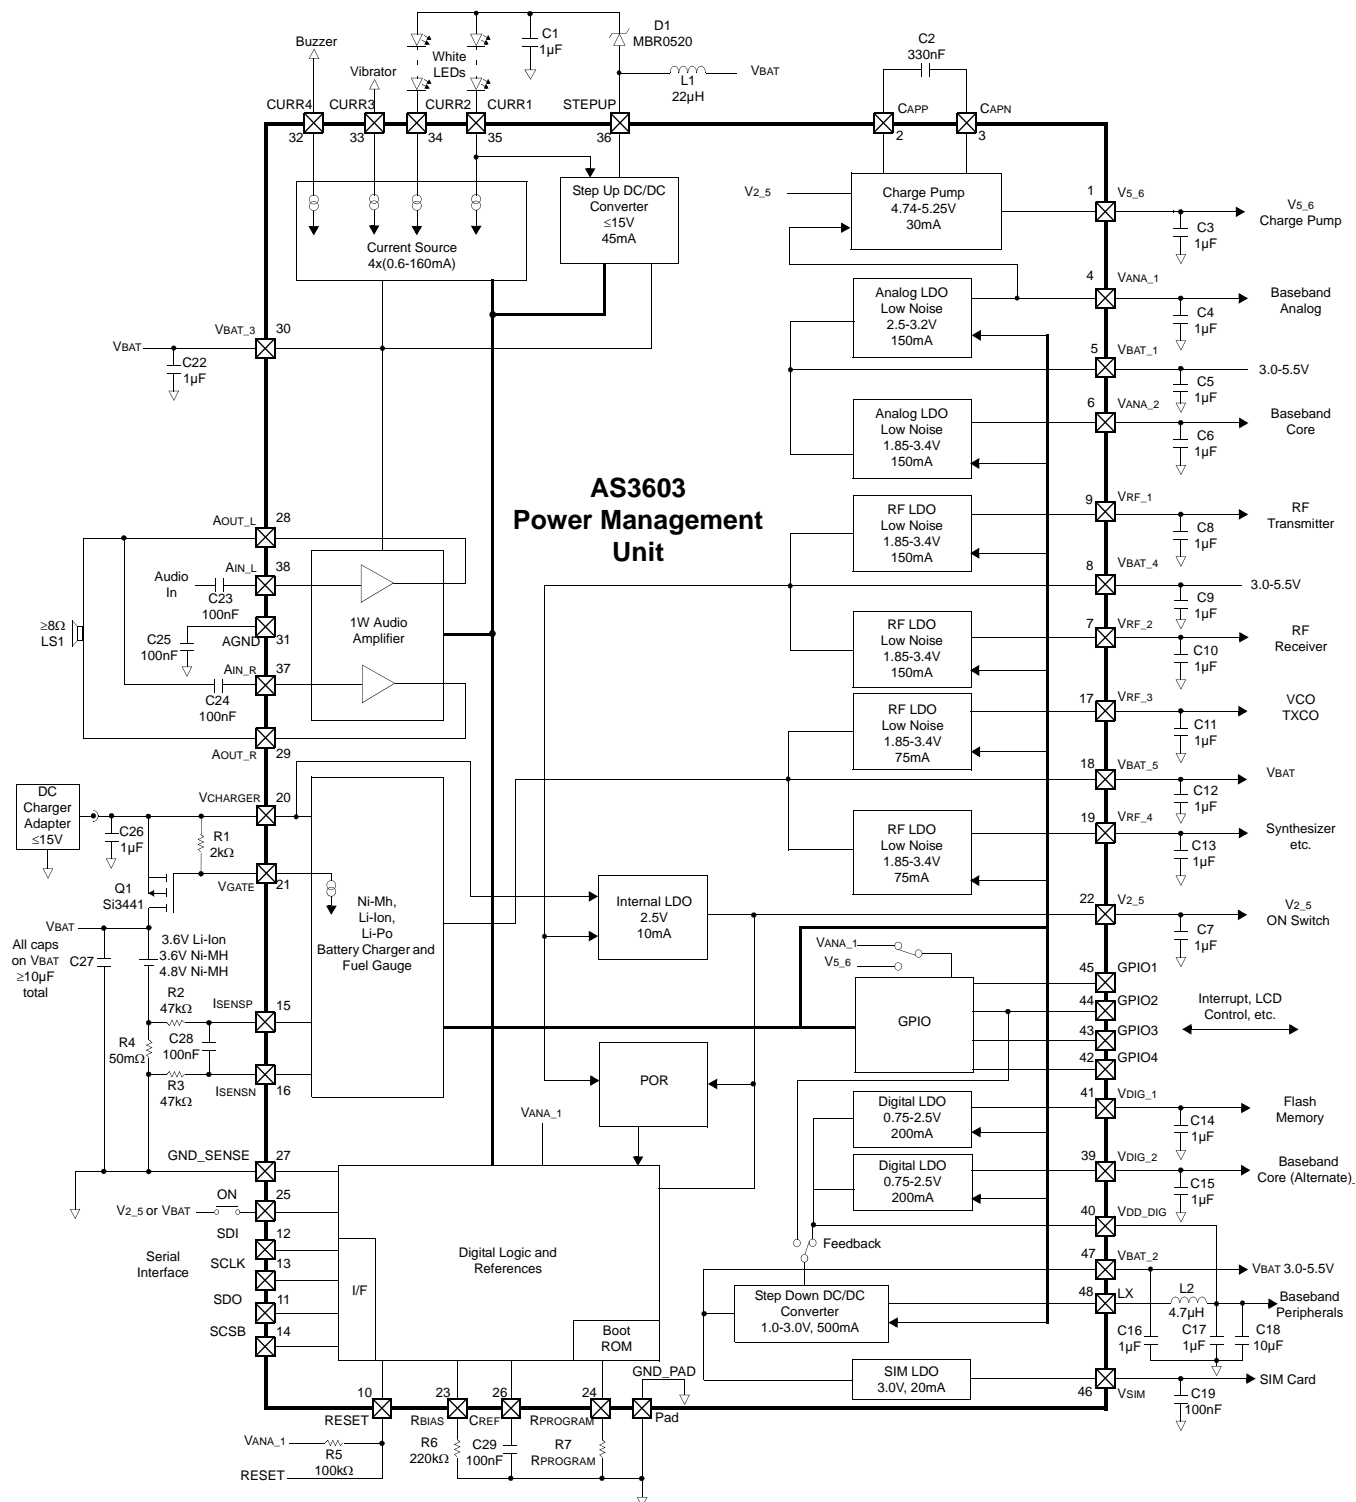 D1
MBR0520
C1
1µF
C2
330nF
Buzzer
White
LEDs
Vibrator
L1
22µH
VBAT
CURR4
CURR3
CURR2
CURR1
STEPUP
CAPP
CAPN
32
33
34
35
36
2
3
Step Up DC/DC
Converter
≤15V
45mA
V2_5
Charge Pump
4.74-5.25V
30mA
1
V5_6
V5_6
Charge Pump
C3
1µF
Current Source
4x(0.6-160mA)
4
VANA_1
Analog LDO
Low Noise
2.5-3.2V
150mA
Baseband
Analog
C4
1µF
VBAT_3
30
VBAT
C22
1µF
5
VBAT_1
3.0-5.5V
C5
1µF
6
VANA_2
Analog LDO
Low Noise
1.85-3.4V
150mA
Baseband
Core
C6
1µF
AS3603
Power Management
Unit
9
VRF_1
RF LDO
Low Noise
1.85-3.4V
150mA
RF
Transmitter
C8
1µF
AOUT_L
28
8
VBAT_4
3.0-5.5V
C9
1µF
Audio
In
AIN_L
38
C23
100nF
≥8Ω
LS1
C25
100nF
AGND
31
1W Audio
Amplifier
7
VRF_2
RF LDO
Low Noise
1.85-3.4V
150mA
RF
Receiver
C10
1µF
AIN_R
37
C24
100nF
17
VRF_3
RF LDO
Low Noise
1.85-3.4V
75mA
VCO
TXCO
C11
1µF
AOUT_R
29
18
VBAT_5
VBAT
C12
1µF
DC
Charger
Adapter
≤15V
VCHARGER
20
C26
1µF
R1
2kΩ
19
VRF_4
RF LDO
Low Noise
1.85-3.4V
75mA
Synthesizer
etc.
C13
1µF
Q1
Si3441
VGATE
21
Ni-Mh,
Li-Ion,
Li-Po
Battery Charger and
Fuel Gauge
Internal LDO
2.5V
10mA
22
V2_5
V2_5
ON Switch
C7
1µF
VBAT
All caps
on VBAT
≥10µF
total
C27
3.6V Li-Ion
3.6V Ni-MH
4.8V Ni-MH
VANA_1
V5_6
45
GPIO1
44
GPIO2
43
GPIO3
42
GPIO4
GPIO
Interrupt, LCD
Control, etc.
R2
47kΩ
ISENSP
15
R4
50mΩ
C28
100nF
R3
47kΩ
ISENSN
16
POR
VANA_1
41
VDIG_1
Digital LDO
0.75-2.5V
200mA
Flash
Memory
C14
1µF
GND_SENSE
27
39
VDIG_2
Digital LDO
0.75-2.5V
200mA
Baseband
Core (Alternate)_
C15
1µF
ON
25
V2_5 or VBAT
40
VDD_DIG
SDI
12
Serial
Interface
SCLK
13
SDO
11
SCSB
14
I/F
Digital Logic and
References
Feedback
47
VBAT_2
VBAT 3.0-5.5V
Step Down DC/DC
Converter
1.0-3.0V, 500mA
48
LX
L2
4.7µH
Baseband
Peripherals
C16
1µF
C17
1µF
C18
10µF
Boot
ROM
GND_PAD
SIM LDO
3.0V, 20mA
46
VSIM
SIM Card
C19
100nF
10
23
26
24
RESET
RBIAS
CREF
RPROGRAM
Pad
VANA_1
R5
100kΩ
RESET
R6
220kΩ
C29
100nF
R7
RPROGRAM